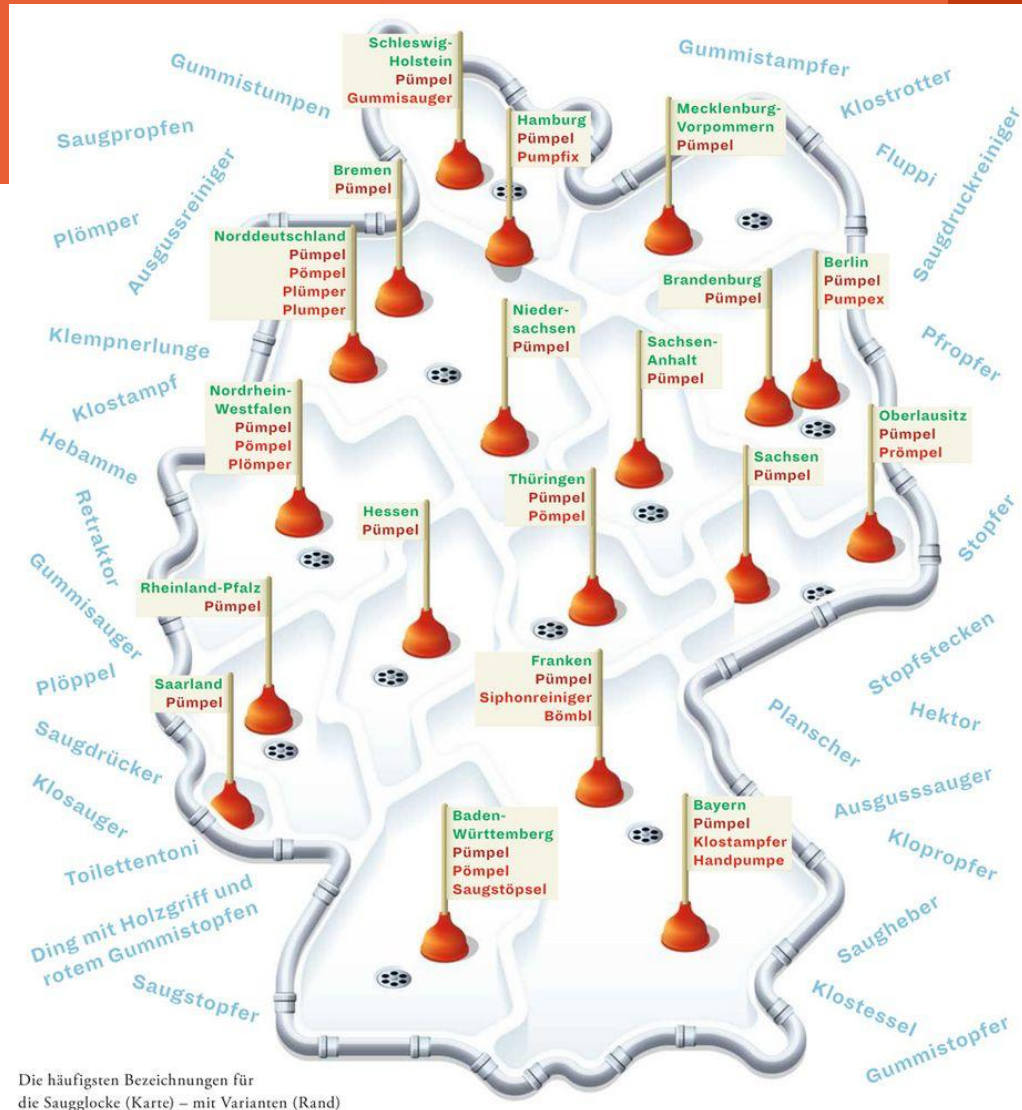 Gummistumpen
Saugpropfen
Ausgussreiniger
Plömper
Klempnerlunge
Klostampf
Hebamme
Retraktor
Gummisauger
Plöppel
Saugdrücker
Klosauger
Toilettentoni
Ding mit Holzgriff und
rotem Gummistopfen
Saugstopfer
Schleswig-
Holstein
Pümpel
Gummisauger
Hamburg
Pümpel
Pumpfix
Mecklenburg-
Vorpommern
Pümpel
Bremen
Pümpel
Norddeutschland
Pümpel
Pömpel
Plümper
Plumper
Nieder-
sachsen
Pümpel
Sachsen-
Anhalt
Pümpel
Brandenburg
Pümpel
Berlin
Pümpel
Pumpex
Nordrhein-
Westfalen
Pümpel
Pömpel
Plömper
Hessen
Pümpel
Thüringen
Pümpel
Pömpel
Sachsen
Pümpel
Oberlausitz
Pümpel
Prömpel
Rheinland-Pfalz
Pümpel
Saarland
Pümpel
Franken
Pümpel
Siphonreiniger
Bömbl
Baden-
Württemberg
Pümpel
Pömpel
Saugstöpsel
Bayern
Pümpel
Klostampfer
Handpumpe
Gummistampfer
Klostrotter
Fluppi
Saugdruckreiniger
Pfropfer
Stopfer
Stopfstecken
Hektor
Planscher
Ausgusssauger
Klopropfer
Saugheber
Klostessel
Gummistopfer
Die häufigsten Bezeichnungen für
die Saugglocke (Karte) – mit Varianten (Rand)